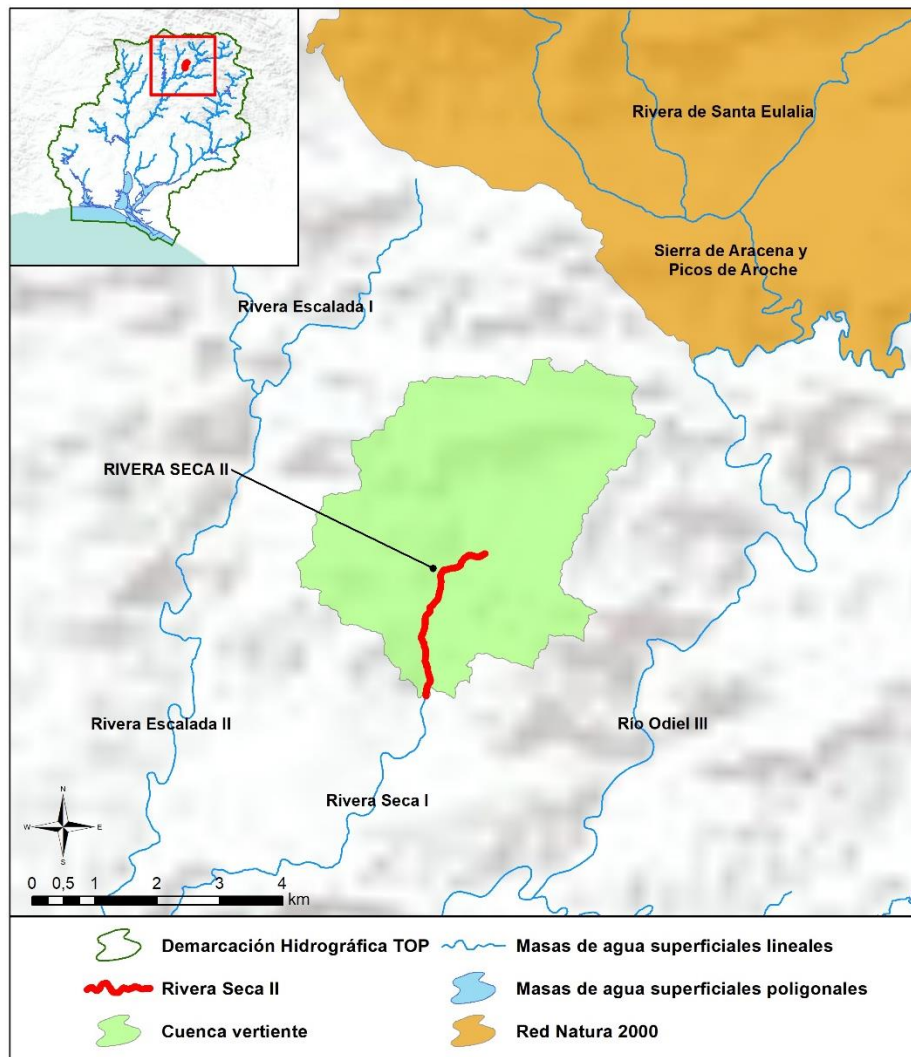 Rivera de Santa Eulalia
Sierra de Aracena y
Picos de Aroche
Rivera Escalada I
RIVERA SECA II
Rivera Escalada II
Río Odiel III
Rivera Seca I
N
W
E
S
0 0,5 1 2 3 4
km
Demarcación Hidrográfica TOP
Masas de agua superficiales lineales
Rivera Seca II
Masas de agua superficiales poligonales
Cuenca vertiente
Red Natura 2000